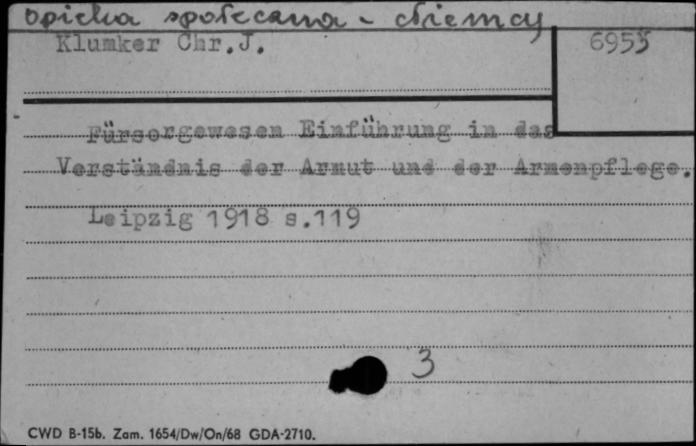 opieka społeczna - Niemcy
Klumker Chr.J. 6955
Fürsorgewesen Einführung in das
Verständnis der Armut und der Armenpflege.
Leipzig 1918 s.119
3
CWD B-15b. Zam. 1654/Dw/On/68 GDA-2710.